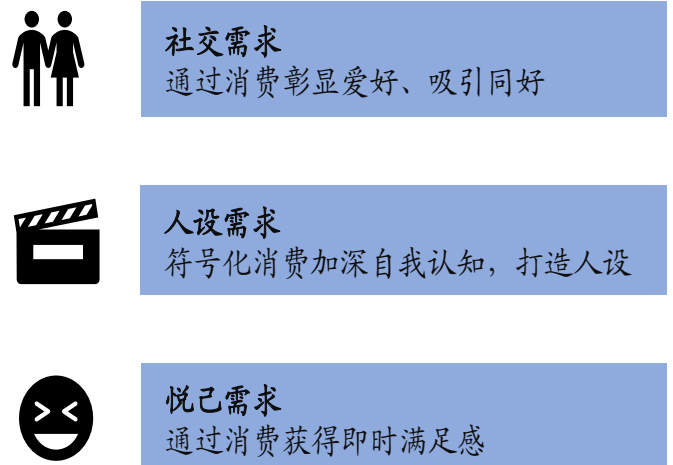 社交需求
通过消费彰显爱好、吸引同好
人设需求
符号化消费加深自我认知，打造人设
悦己需求
通过消费获得即时满足感